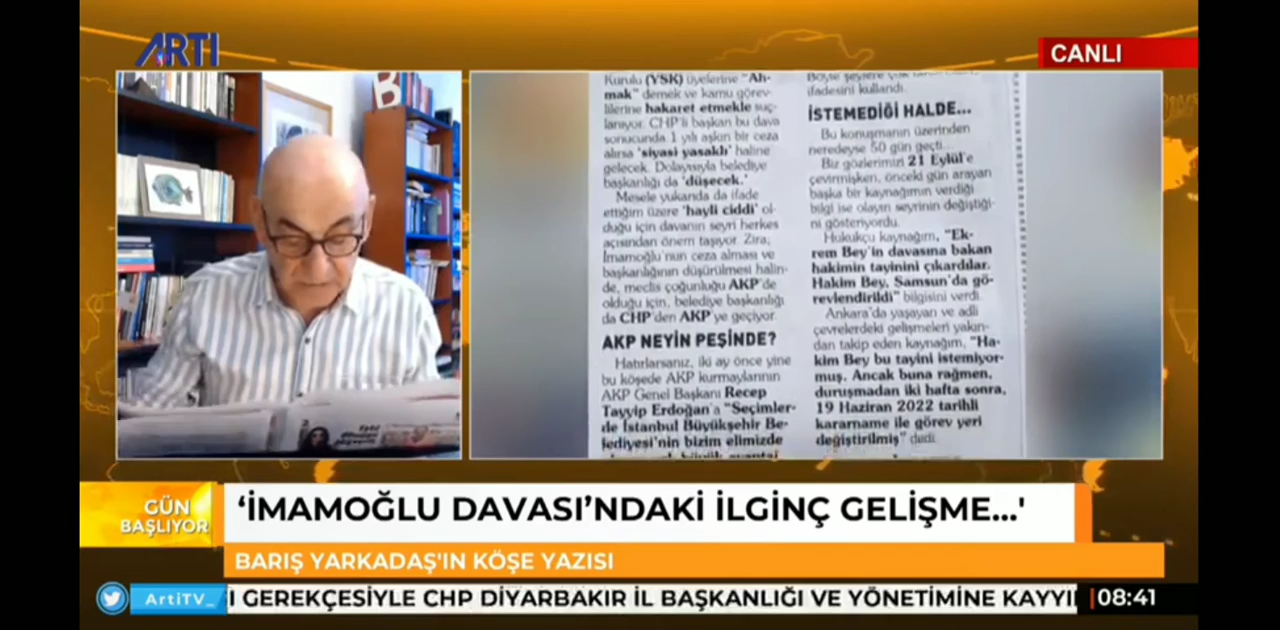 ARTI
CANLI
B
Kurulu (YSK) üyelerine "Ah-
mak" demek ve kamu görev-
lilerine hakaret etmekle suç-
lanıyor. CHP'li başkan bu dava
sonucunda 1 yılı aşkın bir ceza
alırsa 'siyasi yasaklı' haline
gelecek. Dolayısıyla belediye
başkanlığı da 'düşecek.'
Mesele yukarıda da ifade
ettiğim üzere 'hayli ciddi' ol-
duğu için davanın seyri herkes
açısından önem taşıyor. Zira,
İmamoğlu'nun ceza alması ve
başkanlığının düşürülmesi halin-
de, meclis çoğunluğu AKP'de
olduğu için, belediye başkanlığı
da CHP'den AKP'ye geçiyor.
AKP NEYİN PEŞİNDE?
Hatırlarsanız, iki ay önce yine
bu köşede AKP kurmaylarının
AKP Genel Başkanı Recep
Tayyip Erdoğan'a "Seçimler-
de İstanbul Büyükşehir Be-
lediyesi'nin bizim elimizde
ifadesini kullandı.
İSTEMEDİĞİ HALDE...
Bu konuşmanın üzerinden
neredeyse 50 gün geçti...
Biz gözlerimizi 21 Eylül'e
çevirmişken, önceki gün arayan
başka bir kaynağımın verdiği
bilgi ise olayın seyrinin değiştiği-
ni gösteriyordu.
Hukukçu kaynağım, "Ek-
rem Bey'in davasına bakan
hakimin tayinini çıkardılar.
Hakim Bey, Samsun'da gö-
revlendirildi" bilgisini verdi.
Ankara'da yaşayan ve adli
çevrelerdeki gelişmeleri yakın-
dan takip eden kaynağım, "Ha-
kim Bey bu tayini istemiyor-
muş. Ancak buna rağmen,
duruşmadan iki hafta sonra,
19 Haziran 2022 tarihli
kararname ile görev yeri
değiştirilmiş" dedi.
GÜN
BAŞLIYOR
'İMAMOĞLU DAVASI'NDAKİ İLGİNÇ GELİŞME...'
BARIŞ YARKADAŞ'IN KÖŞE YAZISI
ArtiTV_
I GEREKÇESİYLE CHP DİYARBAKIR İL BAŞKANLIĞI VE YÖNETİMİNE KAYYI
08:41